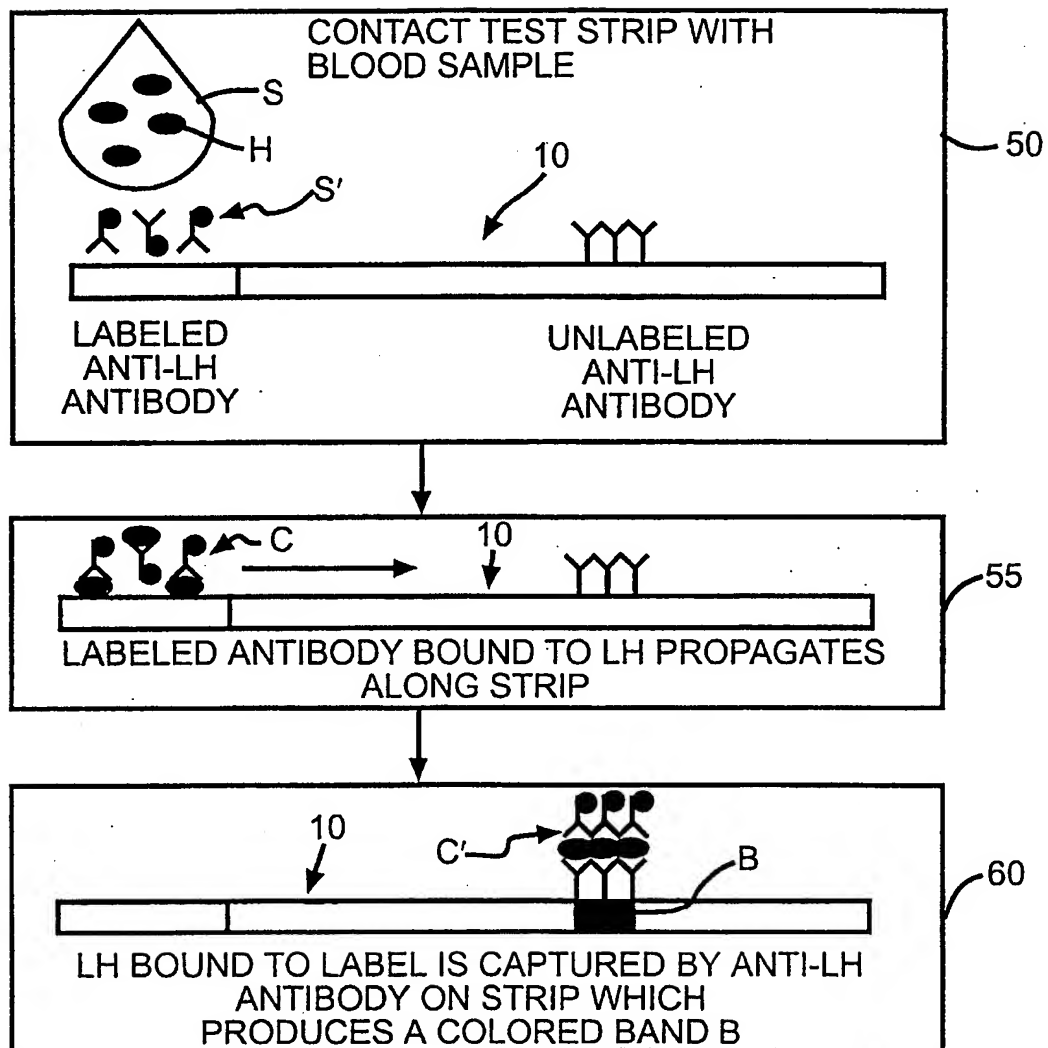 CONTACT TEST STRIP WITH
BLOOD SAMPLE
S
H
50
10
S'
LABELED
ANTI-LH
ANTIBODY
UNLABELED
ANTI-LH
ANTIBODY
C
10
55
LABELED ANTIBODY BOUND TO LH PROPAGATES
ALONG STRIP
10
C'
B
60
LH BOUND TO LABEL IS CAPTURED BY ANTI-LH
ANTIBODY ON STRIP WHICH
PRODUCES A COLORED BAND B